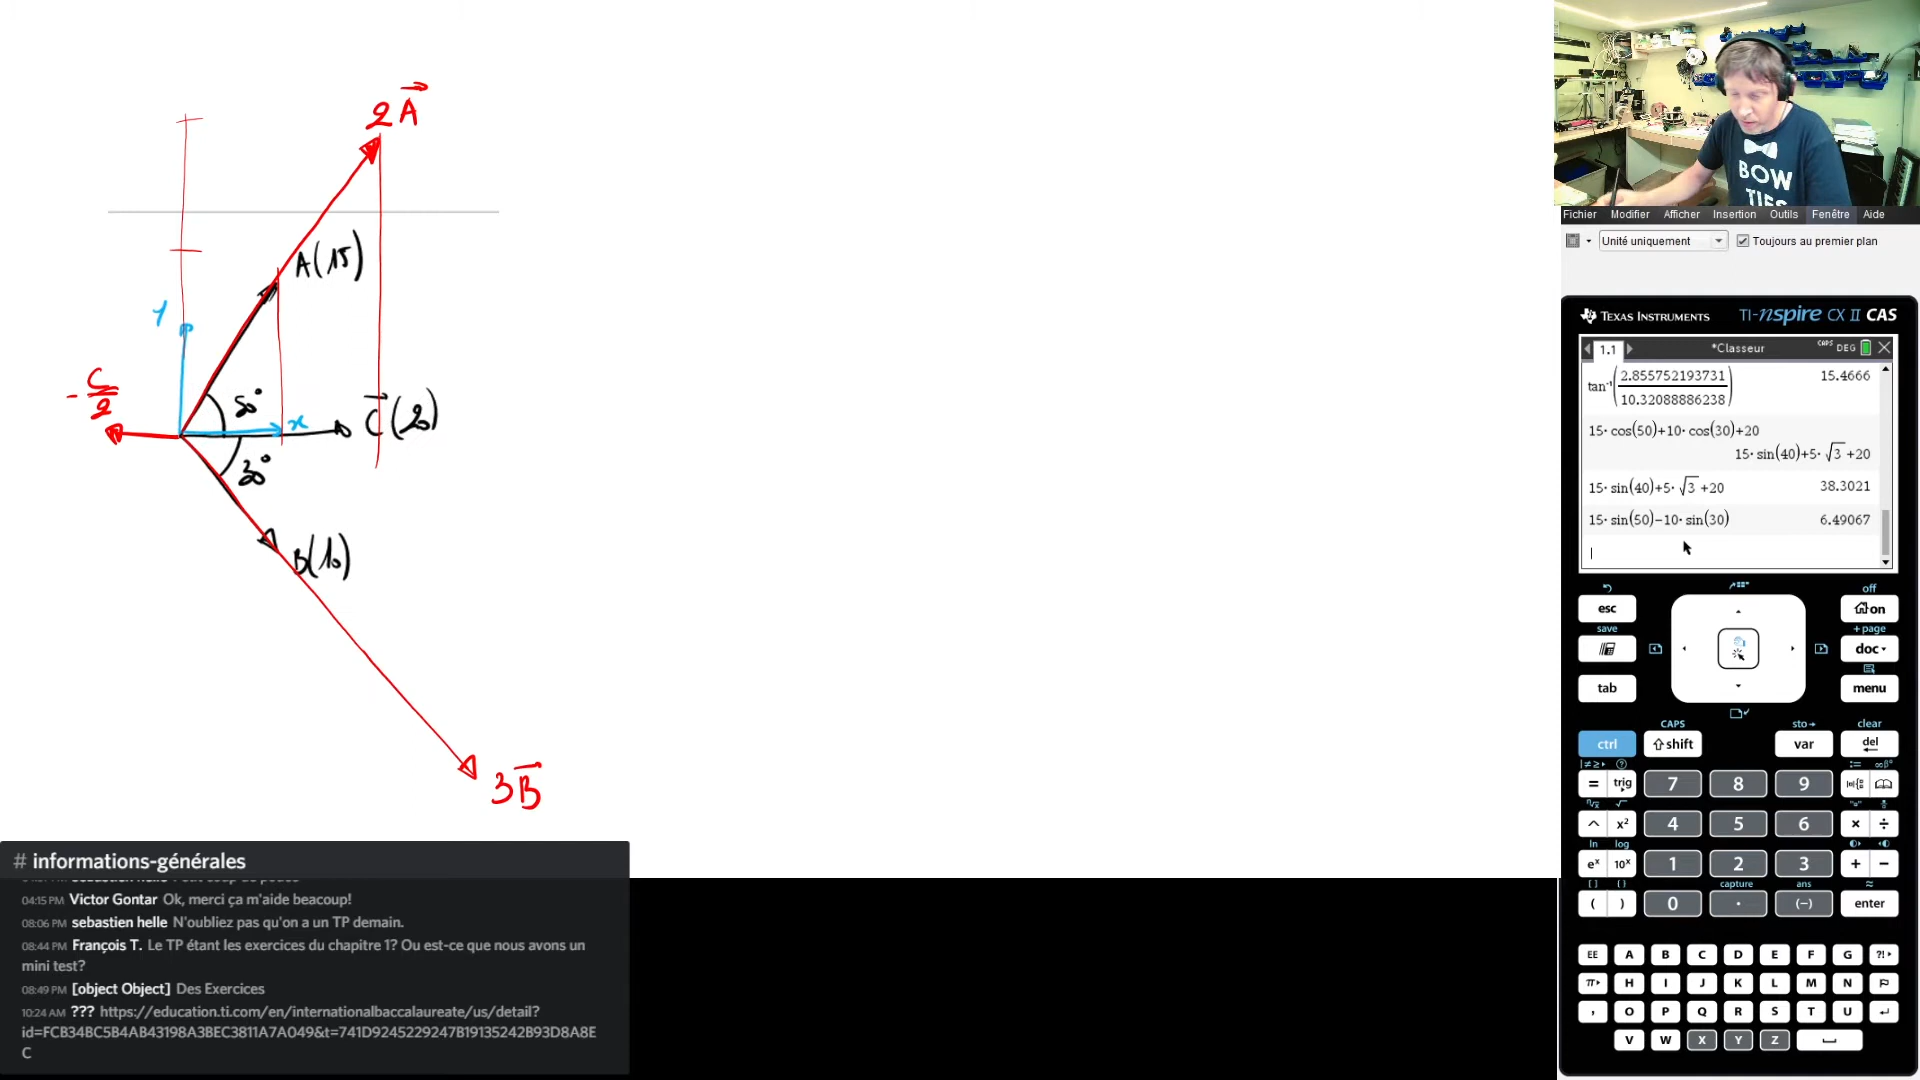 2 A
A(15)
Y
- C/2
50°
x
C (20)
30°
B(10)
3B
# informations-générales
04:15 PM Victor Gontar Ok, merci ça m'aide beacoup!
08:06 PM sebastien helle N'oubliez pas qu'on a un TP demain.
08:44 PM François T. Le TP étant les exercices du chapitre 1? Ou est-ce que nous avons un
mini test?
08:49 PM [object Object] Des Exercices
10:24 AM ??? https://education.ti.com/en/internationalbaccalaureate/us/detail?
id=FCB34BC5B4AB43198A3BEC3811A7A049&t=741D9245229247B19135242B93D8A8E
C
BOW
TIES
Fichier Modifier Afficher Insertion Outils Fenêtre Aide
Unité uniquement Toujours au premier plan
TEXAS INSTRUMENTS TI-nspire CX II CAS
1.1 *Classeur CAPS DEG
tan⁻¹(2.855752193731/10.32088886238) 15.4666
15·cos(50)+10·cos(30)+20
15·sin(40)+5·√3+20
15·sin(40)+5·√3+20 38.3021
15·sin(50)−10·sin(30) 6.49067
off
esc on
save + page
doc
tab menu
CAPS sto→ clear
ctrl shift var del
= trig 7 8 9
^ x² 4 5 6 × ÷
ln log
eˣ 10ˣ 1 2 3 + −
[ ] { } capture ans ≈
( ) 0 . (−) enter
EE A B C D E F G ?!
π H I J K L M N
, O P Q R S T U
V W X Y Z